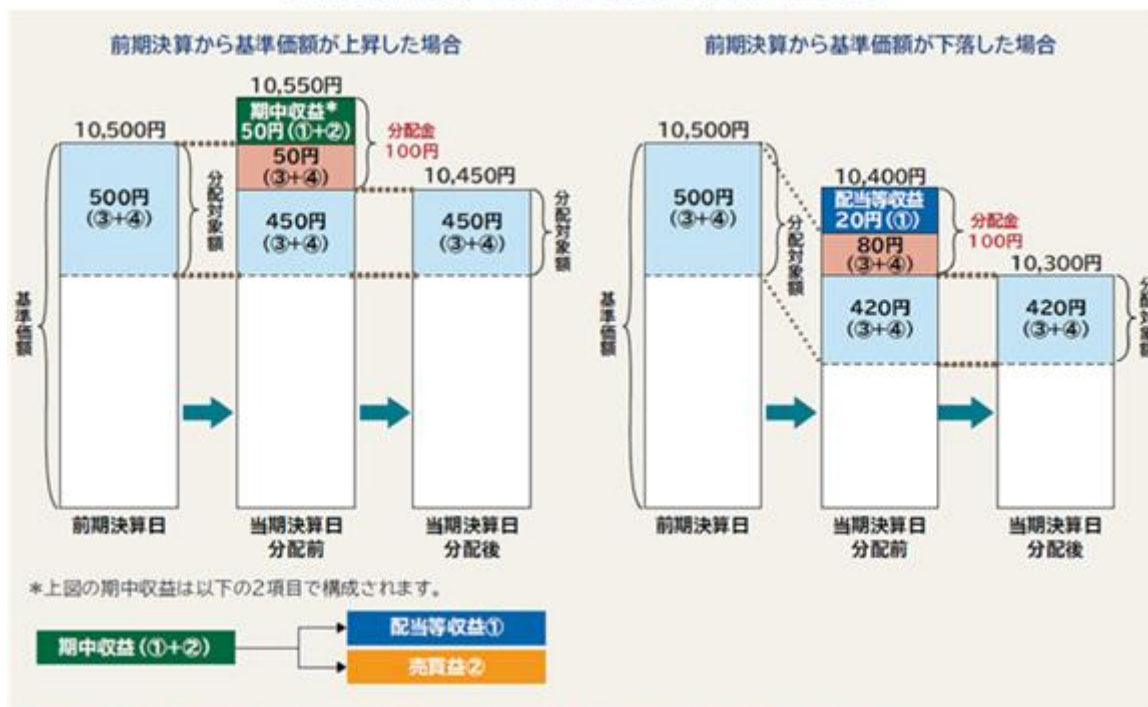 前期決算から基準価額が上昇した場合
10,500円
500円
(③+④)
分配対象額
基準価額
前期決算日
10,550円
期中収益*
50円(①+②)
50円
(③+④)
450円
(③+④)
分配金
100円
当期決算日
分配前
10,450円
450円
(③+④)
分配対象額
当期決算日
分配後
前期決算から基準価額が下落した場合
10,500円
500円
(③+④)
分配対象額
基準価額
前期決算日
10,400円
配当等収益
20円(①)
80円
(③+④)
420円
(③+④)
分配金
100円
当期決算日
分配前
10,300円
420円
(③+④)
分配対象額
当期決算日
分配後
*上図の期中収益は以下の2項目で構成されます。
期中収益(①+②)
配当等収益①
売買益②